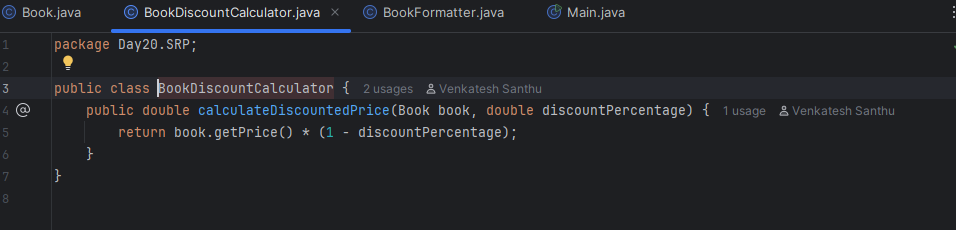 Book.java BookDiscountCalculator.java × BookFormatter.java Main.java
1 package Day20.SRP;
2
3 public class BookDiscountCalculator { 2 usages Venkatesh Santhu
4 @ public double calculateDiscountedPrice(Book book, double discountPercentage) { 1 usage Venkatesh Santhu
5 return book.getPrice() * (1 - discountPercentage);
6 }
7 }
8